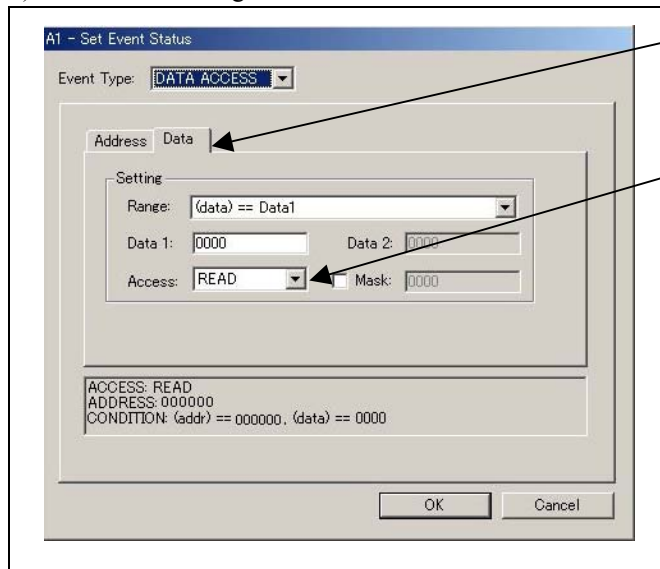 A1 - Set Event Status
Event Type: DATA ACCESS
Address Data
Setting
Range: (data) == Data1
Data 1: 0000 Data 2: 0000
Access: READ Mask: 0000
ACCESS: READ
ADDRESS: 000000
CONDITION: (addr) == 000000, (data) == 0000
OK Cancel